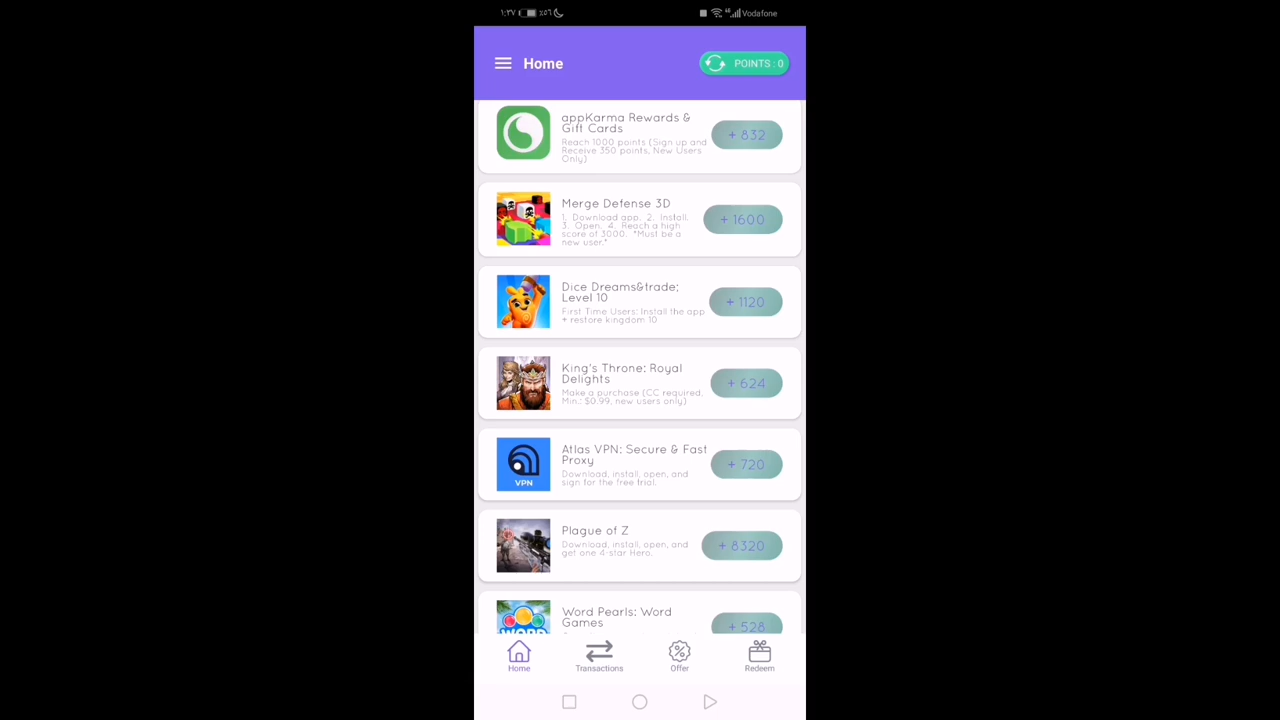 ١:٣٧ ٪٥٦ 4G Vodafone
Home
POINTS : 0
appKarma Rewards &
Gift Cards
Reach 1000 points (Sign up and
Receive 350 points, New Users
Only)
+ 832
Merge Defense 3D
1. Download app. 2. Install.
3. Open. 4. Reach a high
score of 3000. *Must be a
new user.*
+ 1600
Dice Dreams&trade;
Level 10
First Time Users: Install the app
+ restore kingdom 10
+ 1120
King's Throne: Royal
Delights
Make a purchase (CC required,
Min.: $0.99, new users only)
+ 624
Atlas VPN: Secure & Fast
Proxy
Download, install, open, and
sign for the free trial.
+ 720
VPN
Plague of Z
Download, install, open, and
get one 4-star Hero.
+ 8320
Word Pearls: Word
Games
+ 528
WORD
Home
Transactions
Offer
Redeem